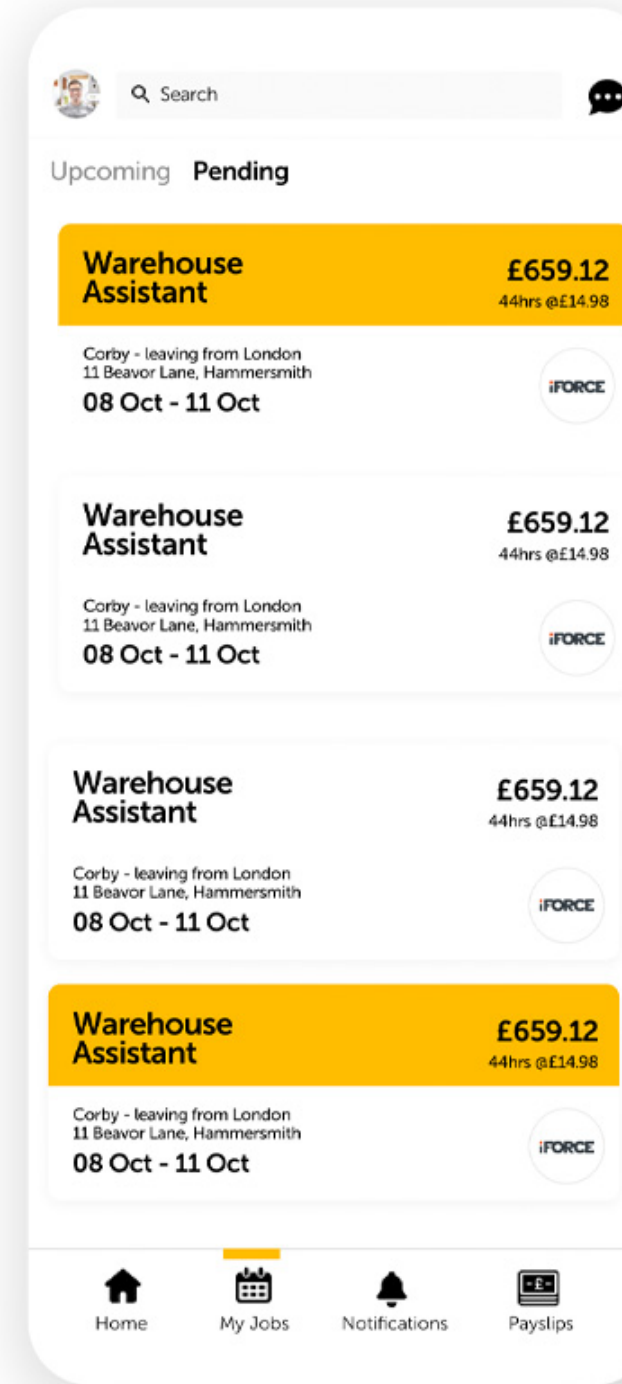 Search
Upcoming Pending
Warehouse
Assistant
£659.12
44hrs @£14.98
Corby - leaving from London
11 Beavor Lane, Hammersmith
08 Oct - 11 Oct
iFORCE
Warehouse
Assistant
£659.12
44hrs @£14.98
Corby - leaving from London
11 Beavor Lane, Hammersmith
08 Oct - 11 Oct
iFORCE
Warehouse
Assistant
£659.12
44hrs @£14.98
Corby - leaving from London
11 Beavor Lane, Hammersmith
08 Oct - 11 Oct
iFORCE
Warehouse
Assistant
£659.12
44hrs @£14.98
Corby - leaving from London
11 Beavor Lane, Hammersmith
08 Oct - 11 Oct
iFORCE
-£-
Home My Jobs Notifications Payslips